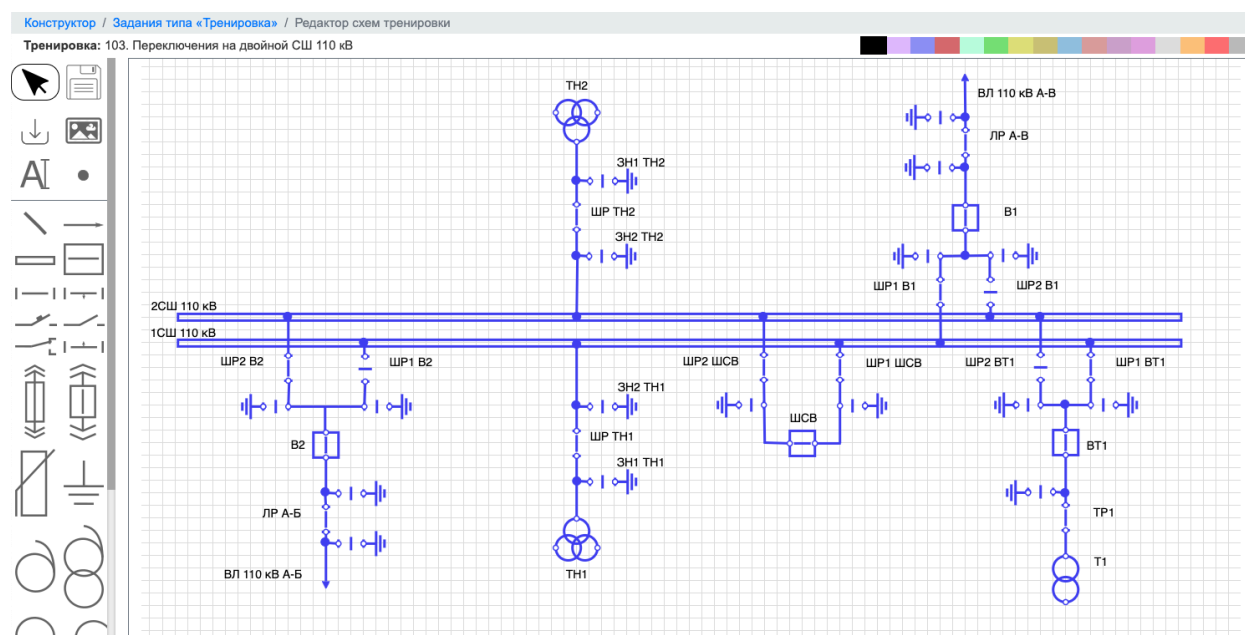 Конструктор / Задания типа «Тренировка» / Редактор схем тренировки
Тренировка: 103. Переключения на двойной СШ 110 кВ
ТН2
ВЛ 110 кВ А-В
ЛР А-В
ЗН1 ТН2
ШР ТН2
В1
ЗН2 ТН2
ШР1 В1
ШР2 В1
2СШ 110 кВ
1СШ 110 кВ
ШР2 В2
ШР1 В2
ШР2 ШСВ
ШР1 ШСВ
ШР2 ВТ1
ШР1 ВТ1
ЗН2 ТН1
ШСВ
В2
ШР ТН1
ВТ1
ЗН1 ТН1
ЛР А-Б
ТР1
ВЛ 110 кВ А-Б
ТН1
Т1